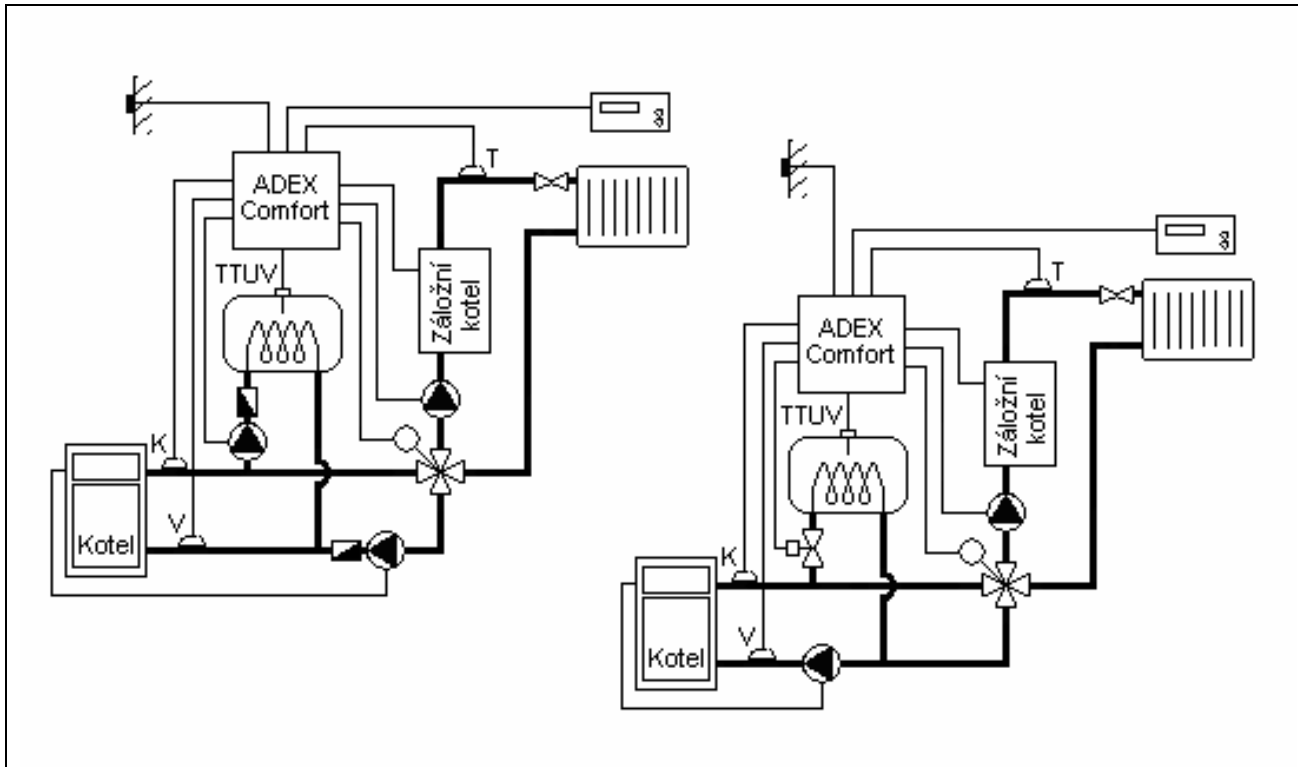 T
ADEX
Comfort
TTUV
Záložní
kotel
K
V
Kotel
T
ADEX
Comfort
TTUV
Záložní
kotel
K
V
Kotel